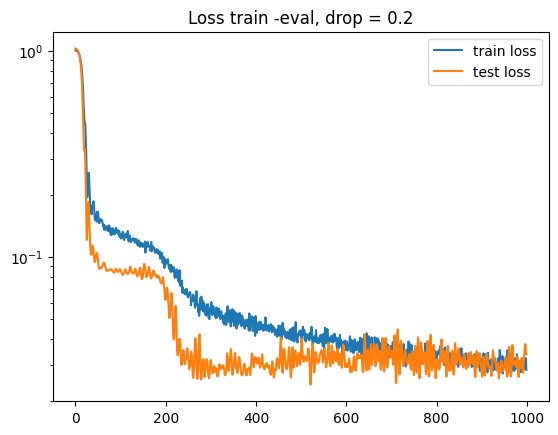 Loss train -eval, drop = 0.2
train loss
test loss
10⁰
10⁻¹
0 200 400 600 800 1000